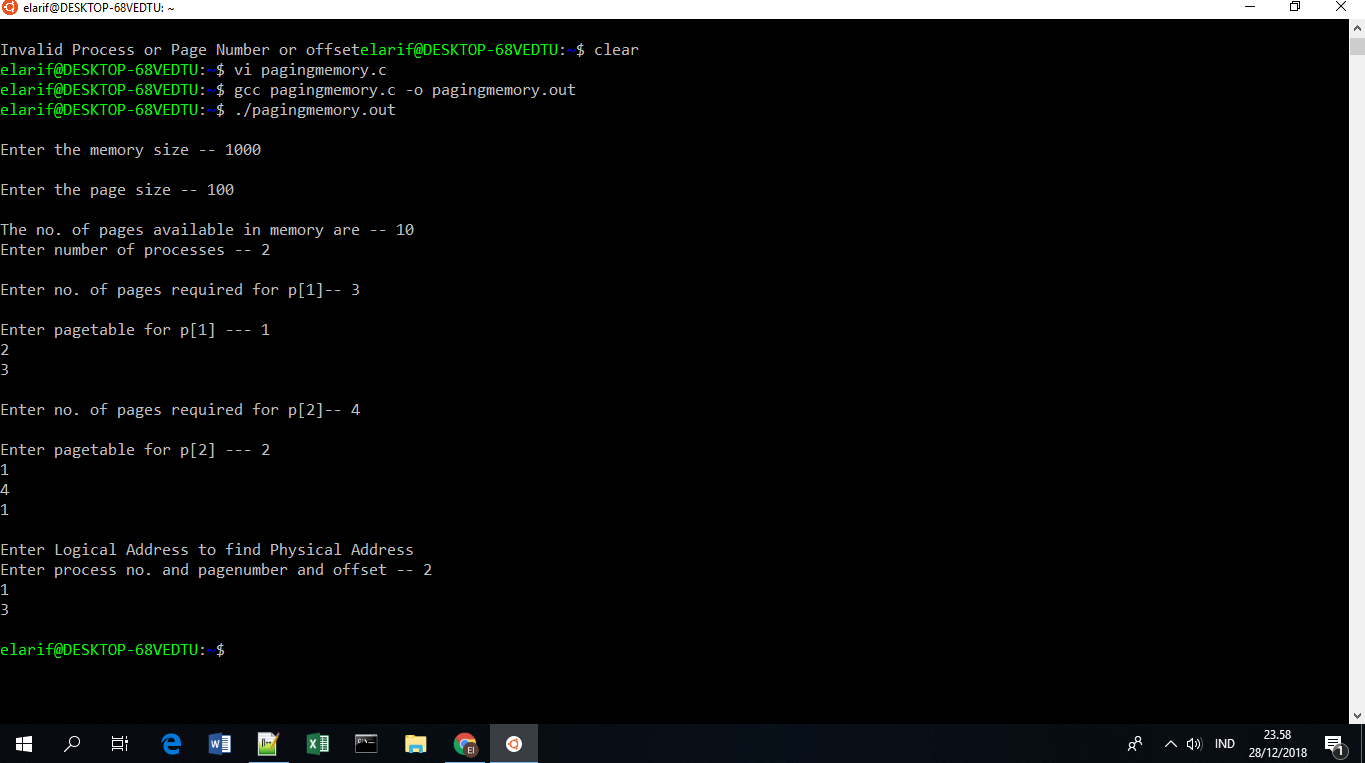 elarif@DESKTOP-68VEDTU: ~
Invalid Process or Page Number or offsetelarif@DESKTOP-68VEDTU:~$ clear
elarif@DESKTOP-68VEDTU:~$ vi pagingmemory.c
elarif@DESKTOP-68VEDTU:~$ gcc pagingmemory.c -o pagingmemory.out
elarif@DESKTOP-68VEDTU:~$ ./pagingmemory.out
Enter the memory size -- 1000
Enter the page size -- 100
The no. of pages available in memory are -- 10
Enter number of processes -- 2
Enter no. of pages required for p[1]-- 3
Enter pagetable for p[1] --- 1
2
3
Enter no. of pages required for p[2]-- 4
Enter pagetable for p[2] --- 2
1
4
1
Enter Logical Address to find Physical Address
Enter process no. and pagenumber and offset -- 2
1
3
elarif@DESKTOP-68VEDTU:~$
EI
IND
23.58
28/12/2018
1